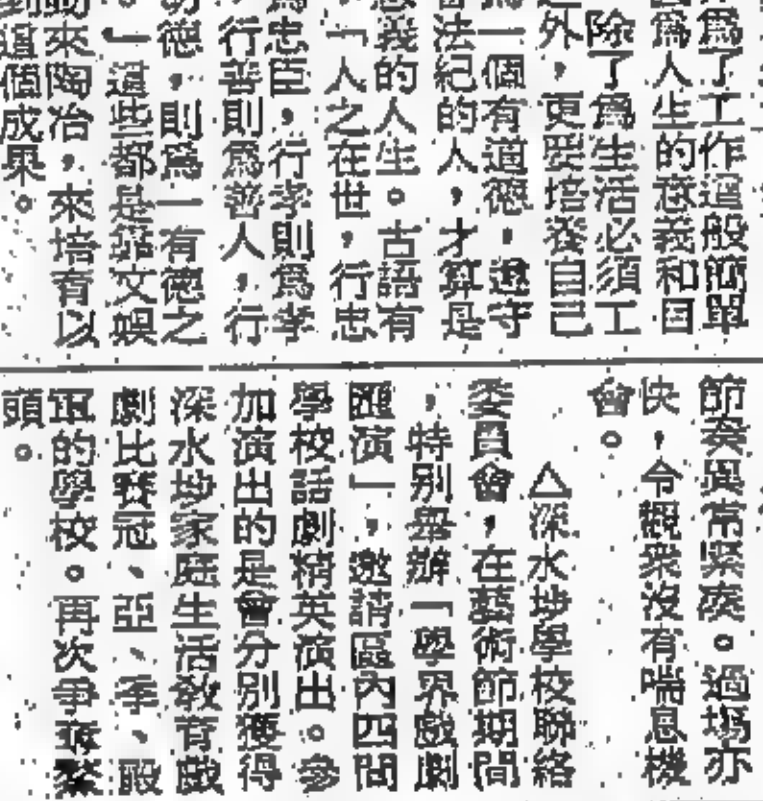 為了工作這般簡單
為人生的意義和目
除了為生活必須工
外，更要培養自己
一個有道德，遵守
法紀的人，才算是
義的人生。古語有
「人之在世，行忠
忠臣，行孝則為孝
行善則為善人，行
德，則為一有德之
。」這些都是靠文娛
來陶冶，來培育以
這個成果。
節奏異常緊湊。過場亦
快，令觀衆沒有喘息機
會。
△深水埗學校聯絡
委員會，在藝術節期間
，特別舉辦「學界戲劇
匯演」，邀請區內四間
學校話劇精英演出。參
加演出的是曾分別獲得
深水埗家庭生活教育戲
劇比賽冠、亞、季、殿
軍的學校。再次爭奪鰲
頭。